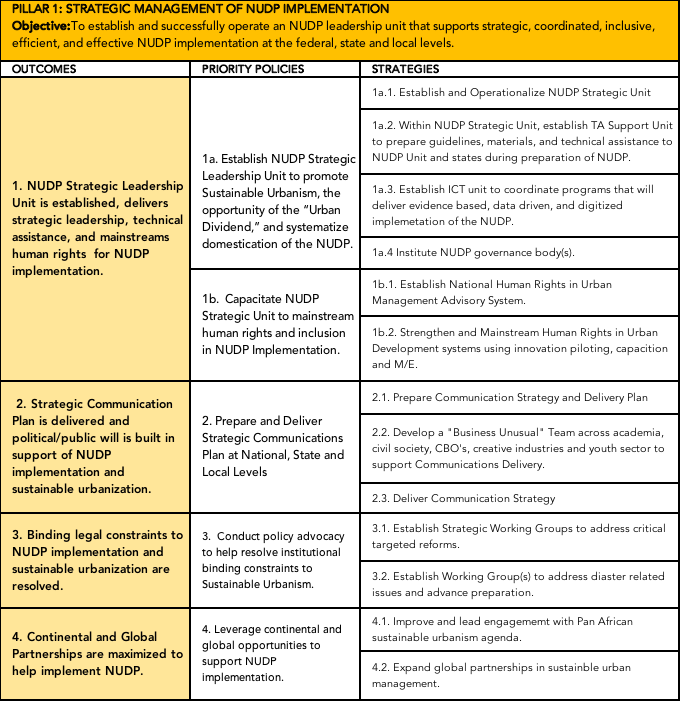 PILLAR 1: STRATEGIC MANAGEMENT OF NUDP IMPLEMENTATION
Objective:To establish and successfully operate an NUDP leadership unit that supports strategic, coordinated, inclusive,
efficient, and effective NUDP implementation at the federal, state and local levels.
OUTCOMES
PRIORITY POLICIES
STRATEGIES
1. NUDP Strategic Leadership
Unit is established, delivers
strategic leadership, technical
assistance, and mainstreams
human rights for NUDP
implementation.
1a. Establish NUDP Strategic
Leadership Unit to promote
Sustainable Urbanism, the
opportunity of the “Urban
Dividend,” and systematize
domestication of the NUDP.
1a.1. Establish and Operationalize NUDP Strategic Unit
1a.2. Within NUDP Strategic Unit, establish TA Support Unit
to prepare guidelines, materials, and technical assistance to
NUDP Unit and states during preparation of NUDP.
1a.3. Establish ICT unit to coordinate programs that will
deliver evidence based, data driven, and digitized
implemetation of the NUDP.
1a.4 Institute NUDP governance body(s).
1b. Capacitate NUDP
Strategic Unit to mainstream
human rights and inclusion
in NUDP Implementation.
1b.1. Establish National Human Rights in Urban
Management Advisory System.
1b.2. Strengthen and Mainstream Human Rights in Urban
Development systems using innovation piloting, capacition
and M/E.
2. Strategic Communication
Plan is delivered and
political/public will is built in
support of NUDP
implementation and
sustainable urbanization.
2. Prepare and Deliver
Strategic Communications
Plan at National, State and
Local Levels
2.1. Prepare Communication Strategy and Delivery Plan
2.2. Develop a "Business Unusual" Team across academia,
civil society, CBO's, creative industries and youth sector to
support Communications Delivery.
2.3. Deliver Communication Strategy
3. Binding legal constraints to
NUDP implementation and
sustainable urbanization are
resolved.
3. Conduct policy advocacy
to help resolve institutional
binding constraints to
Sustainable Urbanism.
3.1. Establish Strategic Working Groups to address critical
targeted reforms.
3.2. Establish Working Group(s) to address diaster related
issues and advance preparation.
4. Continental and Global
Partnerships are maximized to
help implement NUDP.
4. Leverage continental and
global opportunities to
support NUDP
implementation.
4.1. Improve and lead engagememt with Pan African
sustainable urbanism agenda.
4.2. Expand global partnerships in sustainble urban
management.